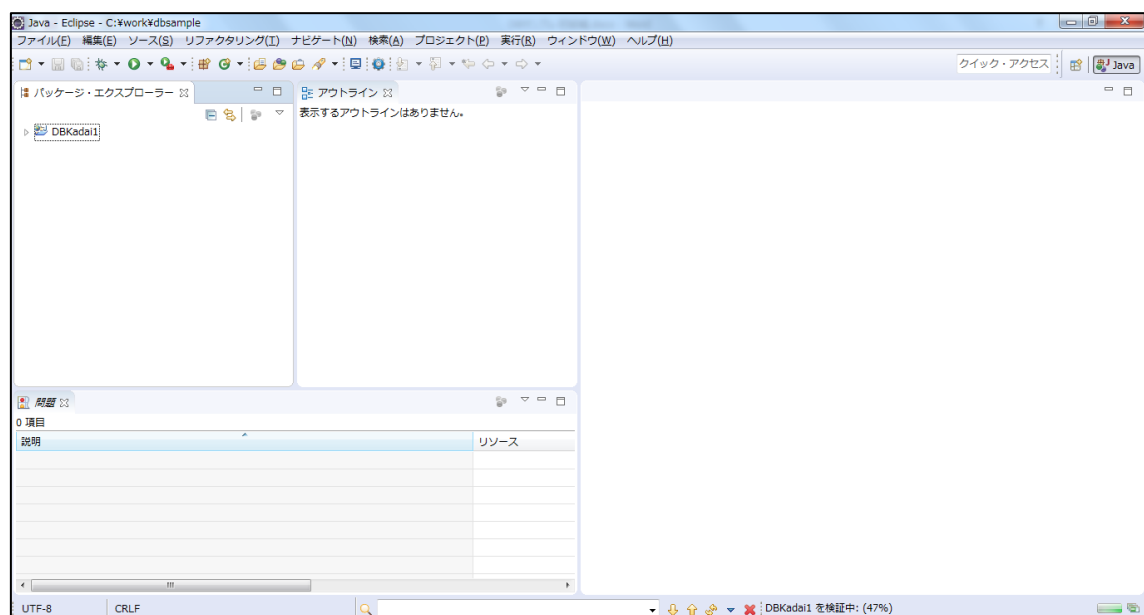 Java - Eclipse - C:¥work¥dbsample
ファイル(F) 編集(E) ソース(S) リファクタリング(T) ナビゲート(N) 検索(A) プロジェクト(P) 実行(R) ウィンドウ(W) ヘルプ(H)
クイック・アクセス Java
パッケージ・エクスプローラー
アウトライン
表示するアウトラインはありません。
DBKadai1
問題
0 項目
説明 リソース
UTF-8 CRLF DBKadai1 を検証中: (47%)